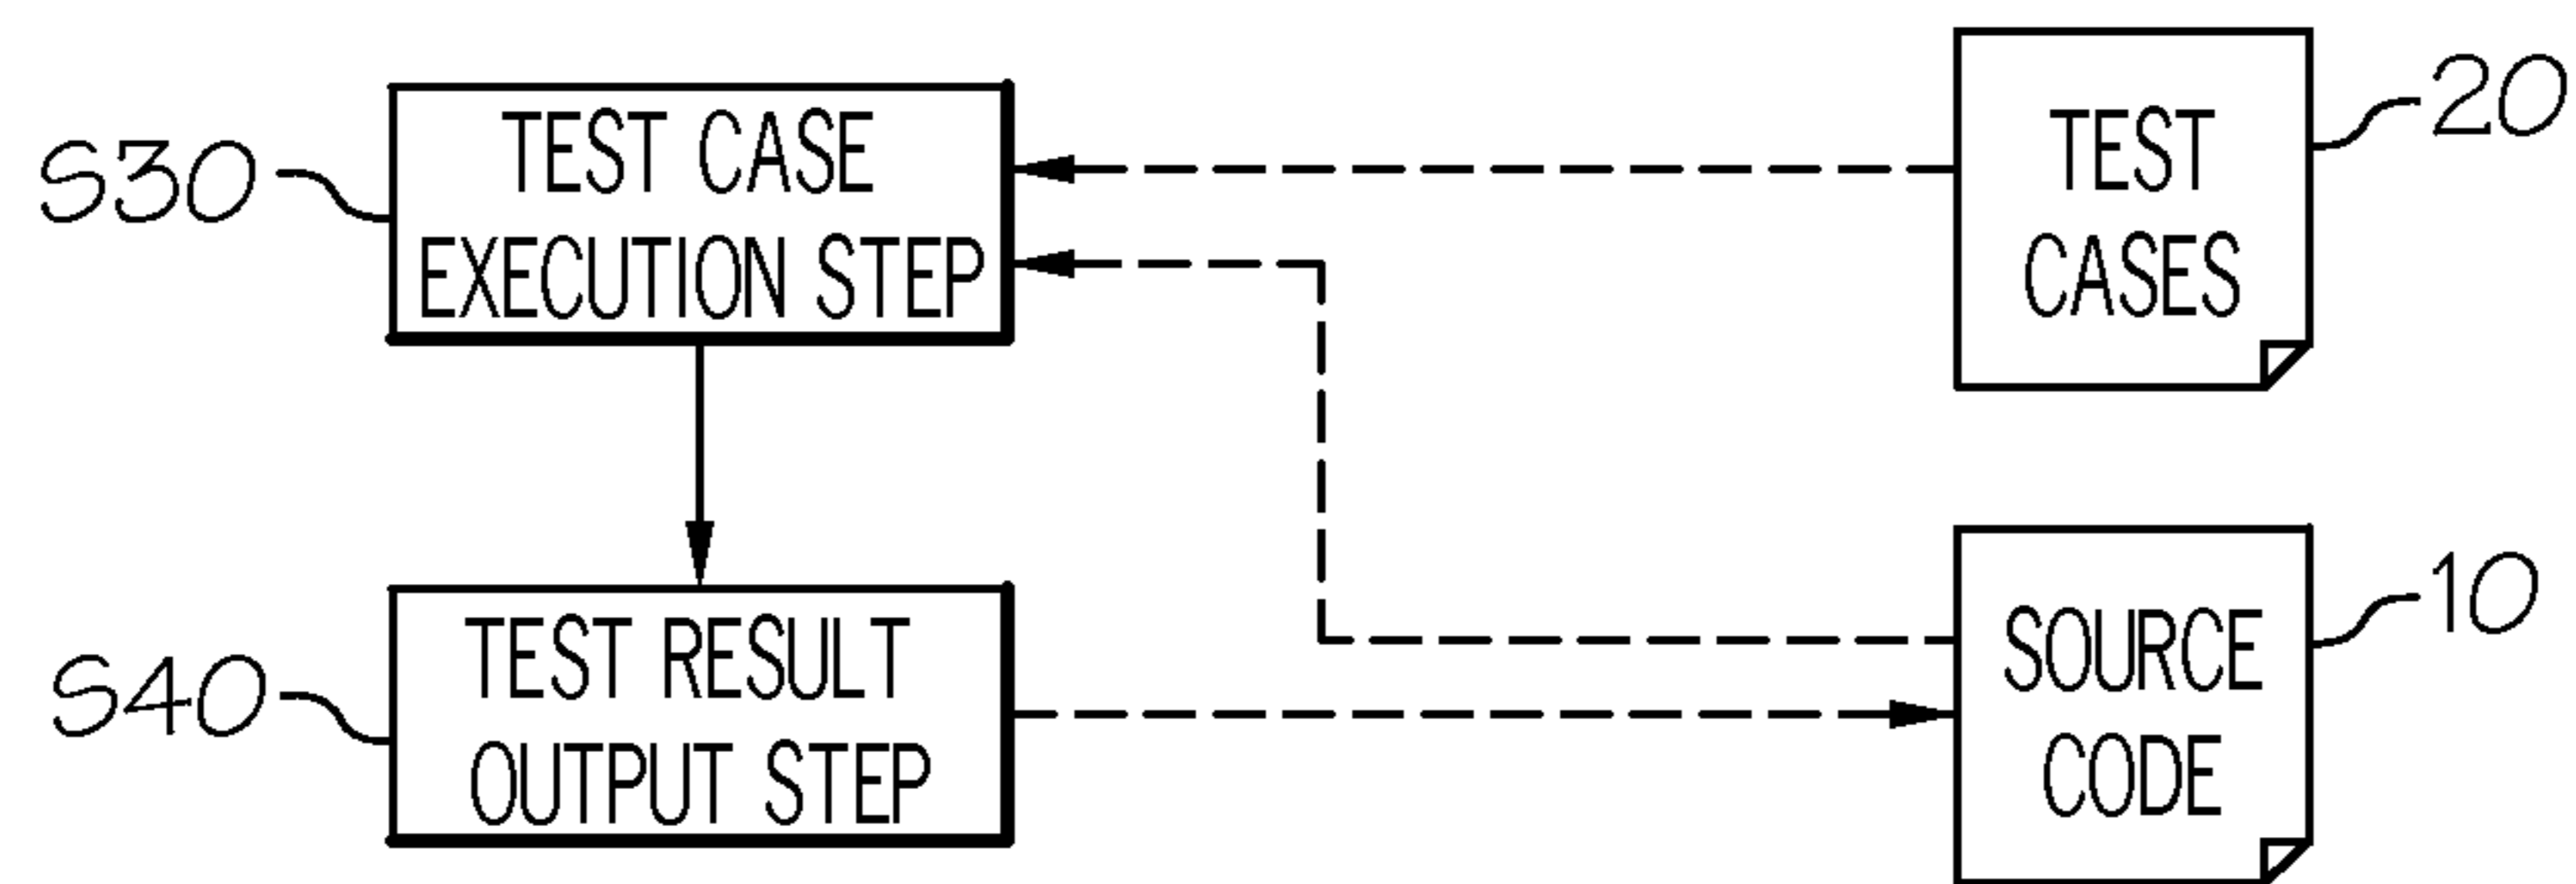 S30
TEST CASE
EXECUTION STEP
TEST
CASES
20
S40
TEST RESULT
OUTPUT STEP
SOURCE
CODE
10